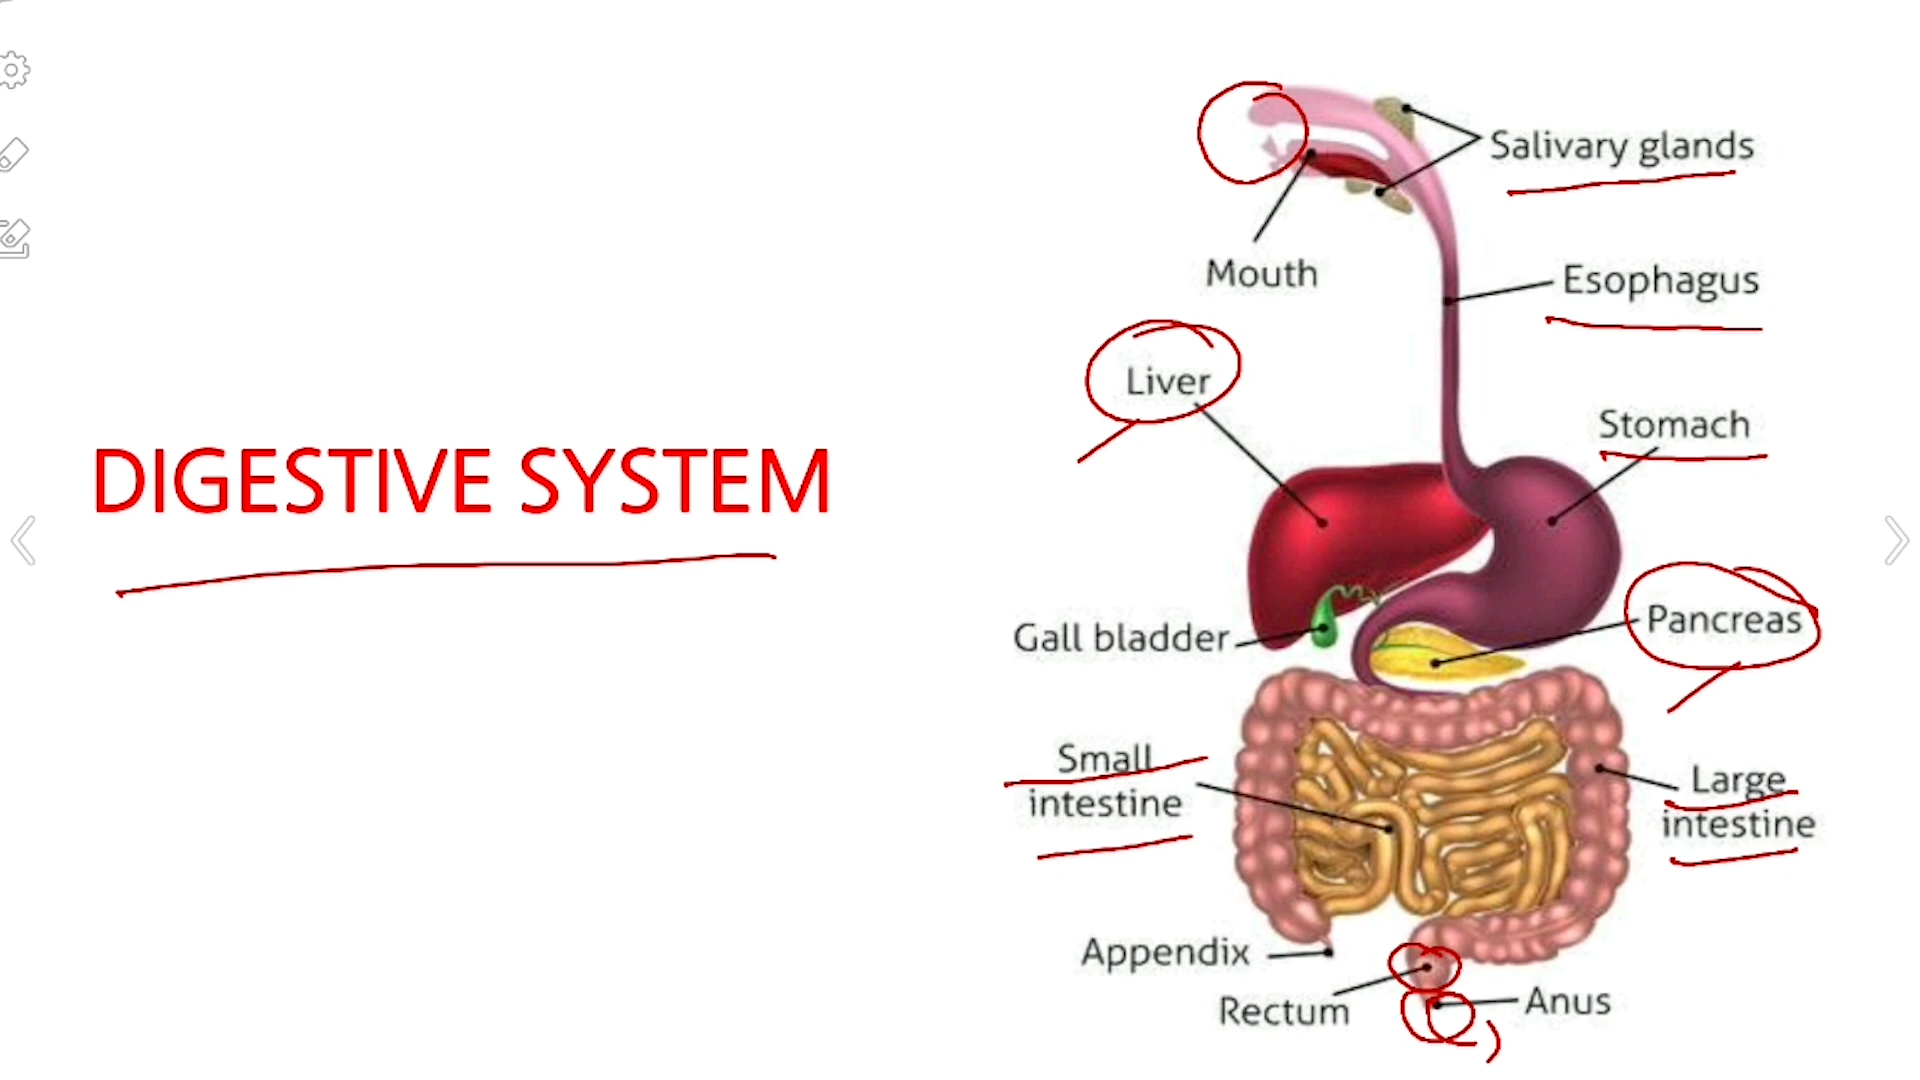 DIGESTIVE SYSTEM
Salivary glands
Mouth
Esophagus
Liver
Stomach
Gall bladder
Pancreas
Small
intestine
Large
intestine
Appendix
Rectum
Anus